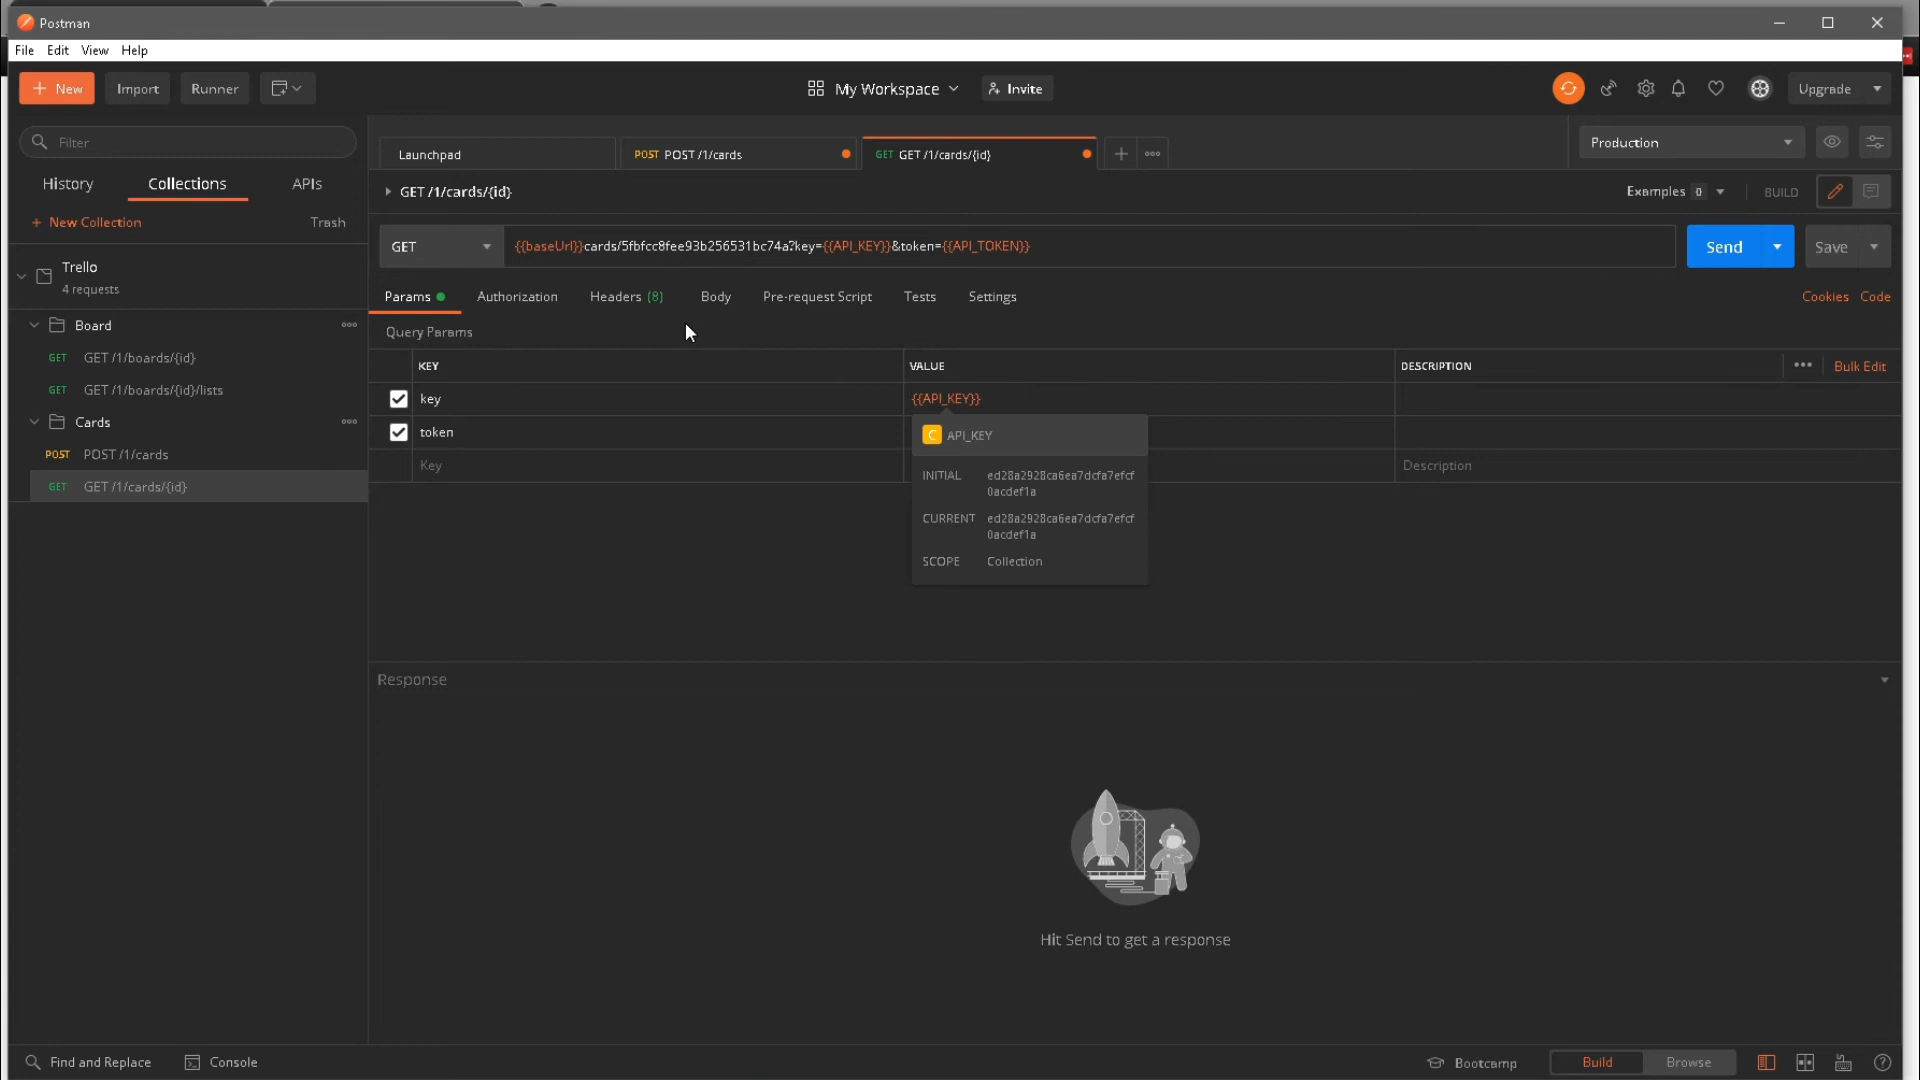 Postman
File Edit View Help
+ New Import Runner My Workspace Invite Upgrade
Filter
History Collections APIs
+ New Collection Trash
Trello
4 requests
Board
GET GET /1/boards/{id}
GET GET /1/boards/{id}/lists
Cards
POST POST /1/cards
GET GET /1/cards/{id}
Launchpad POST POST /1/cards GET GET /1/cards/{id} Production
GET /1/cards/{id} Examples 0 BUILD
GET {{baseUrl}}cards/5fbfcc8fee93b256531bc74a?key={{API_KEY}}&token={{API_TOKEN}} Send Save
Params Authorization Headers (8) Body Pre-request Script Tests Settings Cookies Code
Query Params
KEY VALUE DESCRIPTION Bulk Edit
key {{API_KEY}}
token
Key Description
C API_KEY
INITIAL ed28a2928ca6ea7dcfa7efcf
0acdef1a
CURRENT ed28a2928ca6ea7dcfa7efcf
0acdef1a
SCOPE Collection
Response
Hit Send to get a response
Find and Replace Console Bootcamp Build Browse